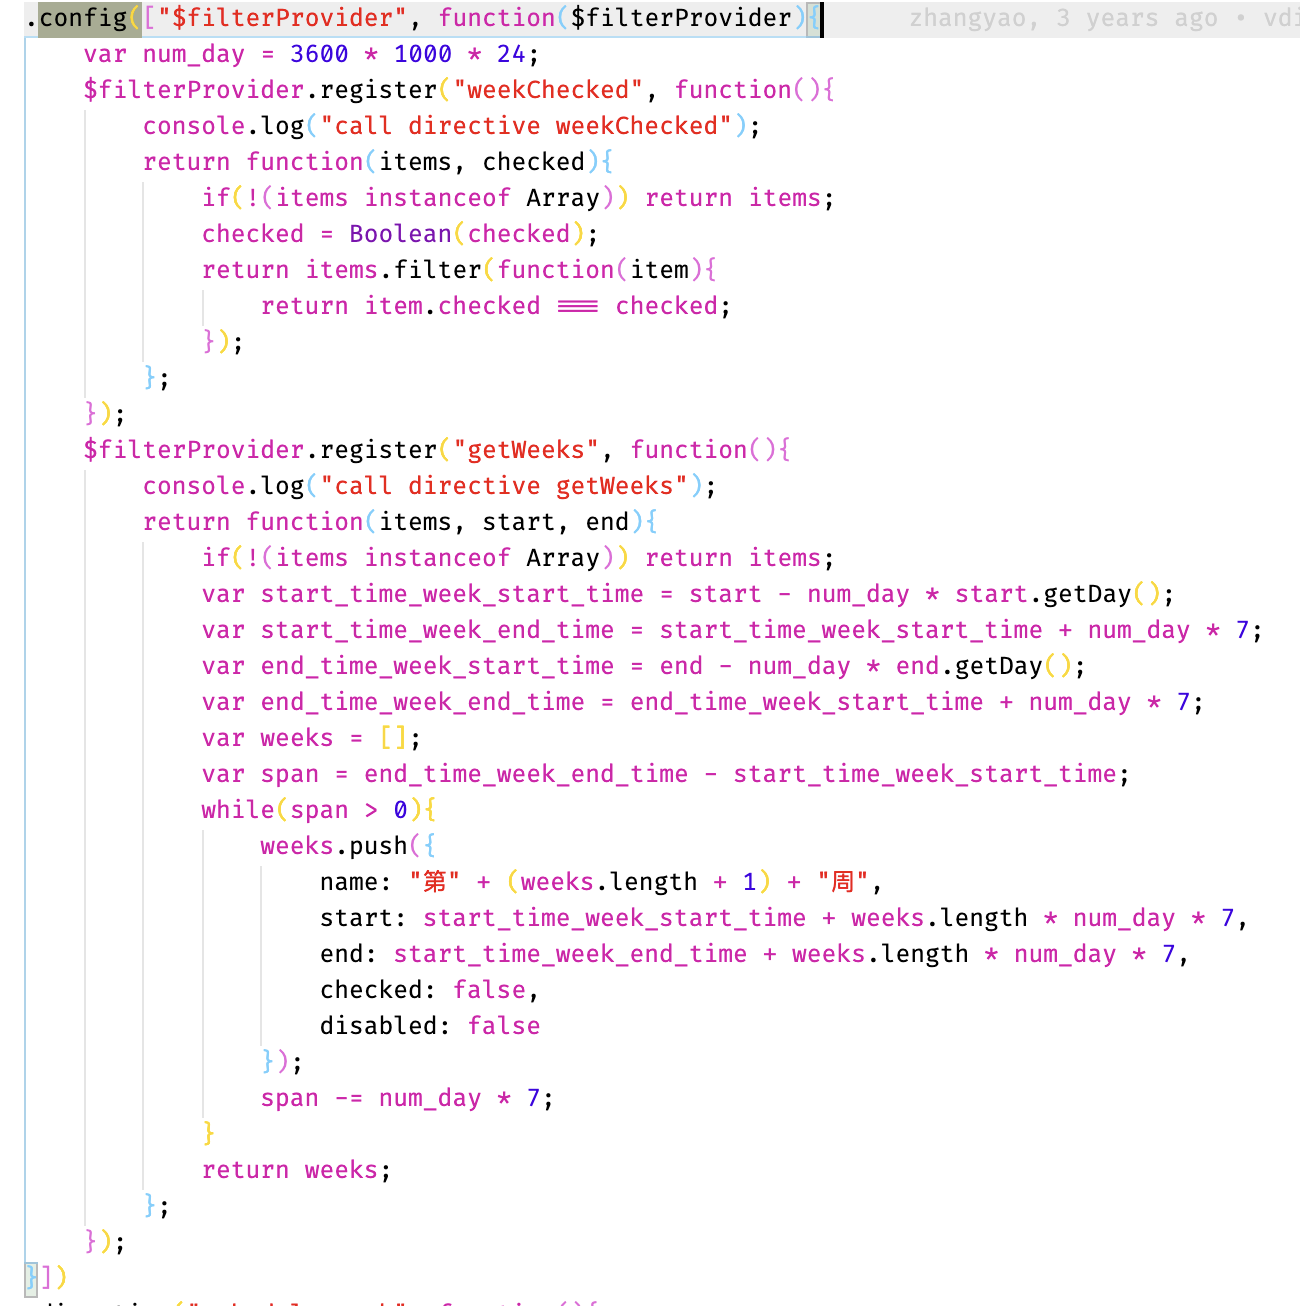 .config(["$filterProvider", function($filterProvider){ zhangyao, 3 years ago • vdi
    var num_day = 3600 * 1000 * 24;
    $filterProvider.register("weekChecked", function(){
        console.log("call directive weekChecked");
        return function(items, checked){
            if(!(items instanceof Array)) return items;
            checked = Boolean(checked);
            return items.filter(function(item){
                return item.checked === checked;
            });
        };
    });
    $filterProvider.register("getWeeks", function(){
        console.log("call directive getWeeks");
        return function(items, start, end){
            if(!(items instanceof Array)) return items;
            var start_time_week_start_time = start - num_day * start.getDay();
            var start_time_week_end_time = start_time_week_start_time + num_day * 7;
            var end_time_week_start_time = end - num_day * end.getDay();
            var end_time_week_end_time = end_time_week_start_time + num_day * 7;
            var weeks = [];
            var span = end_time_week_end_time - start_time_week_start_time;
            while(span > 0){
                weeks.push({
                    name: "第" + (weeks.length + 1) + "周",
                    start: start_time_week_start_time + weeks.length * num_day * 7,
                    end: start_time_week_end_time + weeks.length * num_day * 7,
                    checked: false,
                    disabled: false
                });
                span -= num_day * 7;
            }
            return weeks;
        };
    });
}])